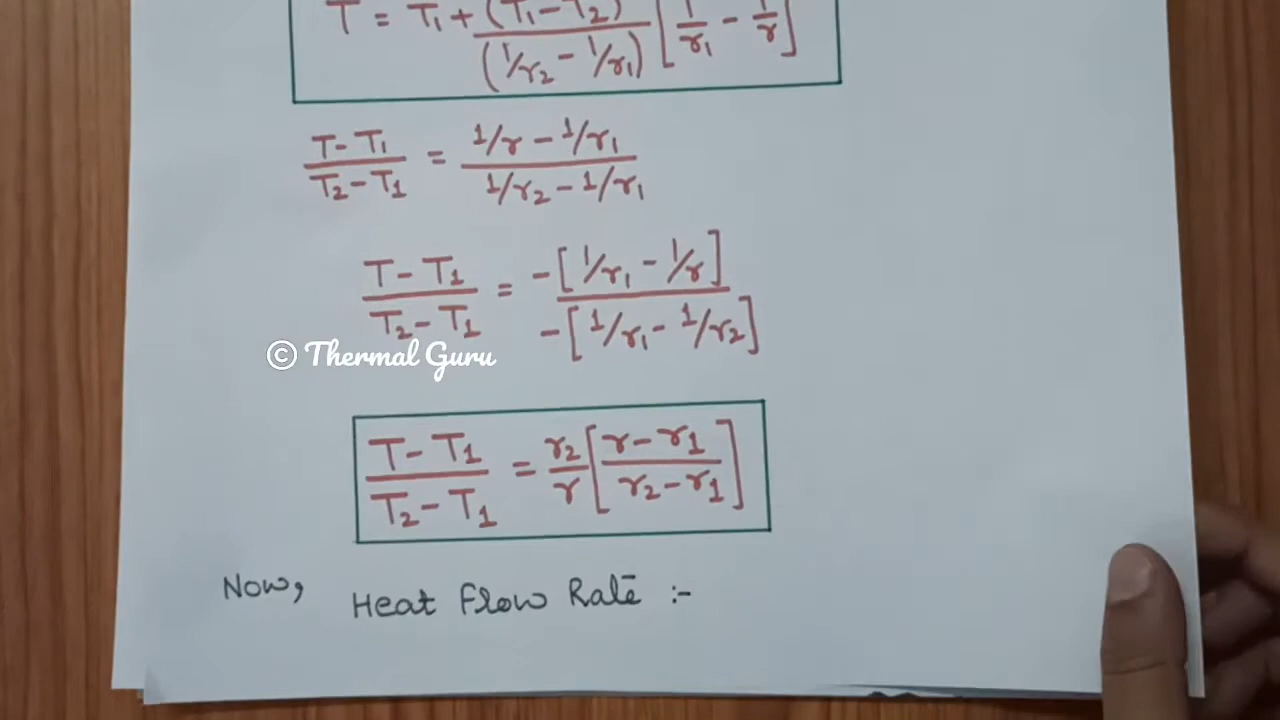 T = T1 + (T1-T2) / (1/r2 - 1/r1) [1/r1 - 1/r]
T-T1 / T2-T1 = 1/r - 1/r1 / 1/r2 - 1/r1
T-T1 / T2-T1 = -[1/r1 - 1/r] / -[1/r1 - 1/r2]
© Thermal Guru
T-T1 / T2-T1 = r2/r [r-r1 / r2-r1]
Now, Heat Flow Rate :-